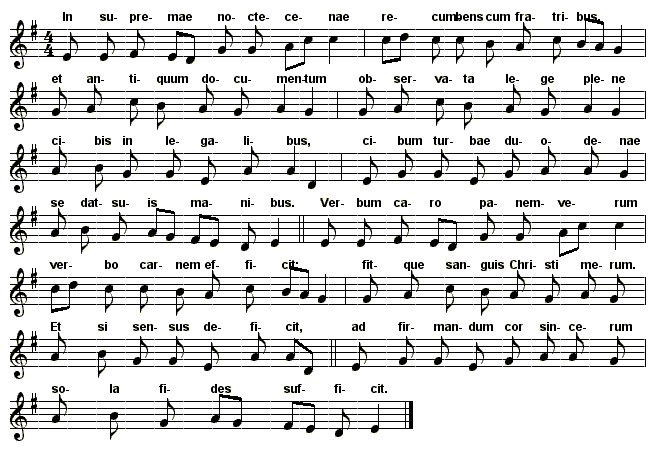 In su- pre- mae no- cte- ce- nae re- cumbens cum fra- tri- bus,
4 4
et an- ti- quum do- cu- men- tum ob- ser- va- ta le- ge ple- ne
ci- bis in le- ga- li- bus, ci- bum tur- bae du- o- de- nae
se dat- su- is ma- ni- bus. Ver- bum ca- ro pa- nem- ve- rum
ver- bo car- nem ef- fi- cit: fit- que san- guis Chri- sti me- rum.
Et si sen- sus de- fi- cit, ad fir- man- dum cor sin- ce- rum
so- la fi- des suf- fi- cit.